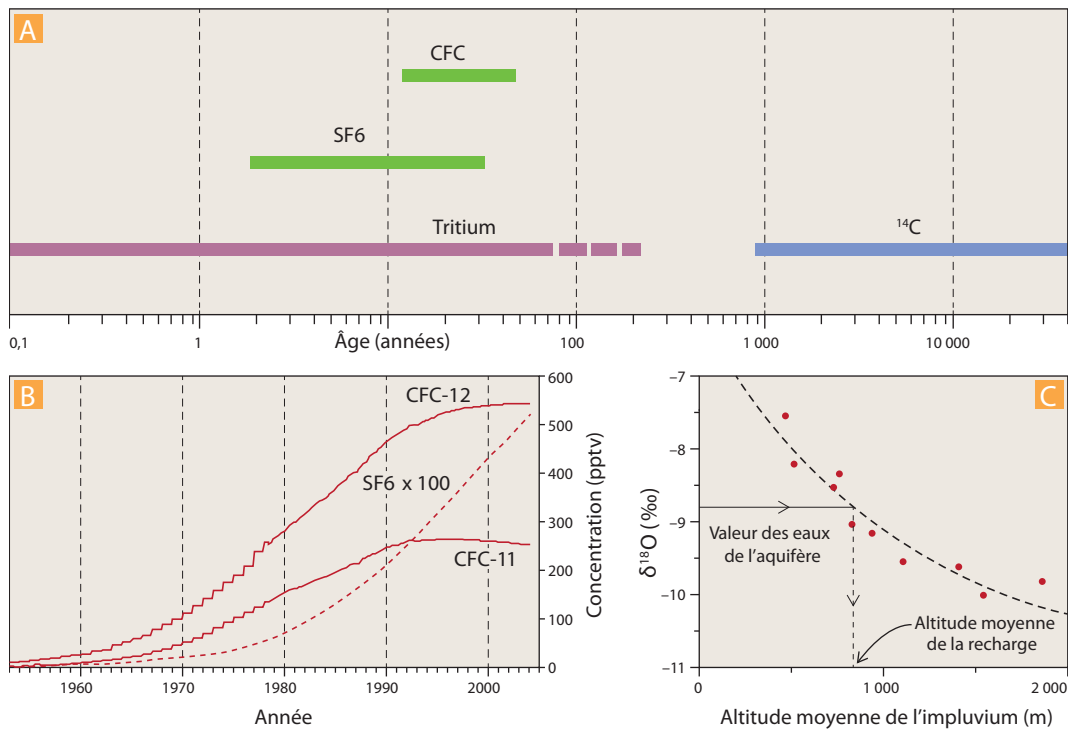 A
CFC
SF6
Tritium
¹⁴C
0,1
1
Âge (années)
100
1 000
10 000
B
CFC-12
SF6 x 100
CFC-11
600
500
400
300
200
100
0
Concentration (pptv)
1960
1970
1980
1990
2000
Année
C
–7
–8
–9
–10
–11
δ¹⁸O (‰)
Valeur des eaux
de l’aquifère
Altitude moyenne
de la recharge
0
1 000
2 000
Altitude moyenne de l’impluvium (m)